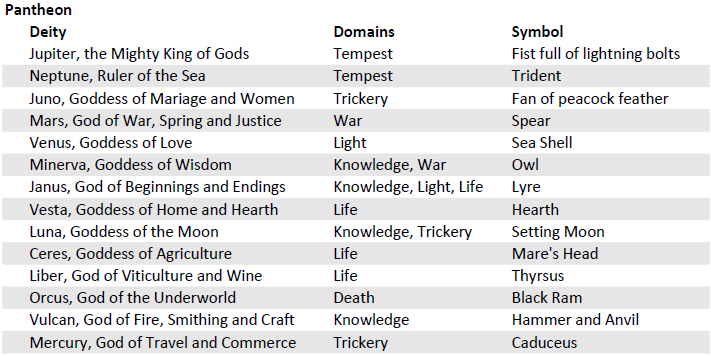 Pantheon
Deity Domains Symbol
Jupiter, the Mighty King of Gods Tempest Fist full of lightning bolts
Neptune, Ruler of the Sea Tempest Trident
Juno, Goddess of Mariage and Women Trickery Fan of peacock feather
Mars, God of War, Spring and Justice War Spear
Venus, Goddess of Love Light Sea Shell
Minerva, Goddess of Wisdom Knowledge, War Owl
Janus, God of Beginnings and Endings Knowledge, Light, Life Lyre
Vesta, Goddess of Home and Hearth Life Hearth
Luna, Goddess of the Moon Knowledge, Trickery Setting Moon
Ceres, Goddess of Agriculture Life Mare's Head
Liber, God of Viticulture and Wine Life Thyrsus
Orcus, God of the Underworld Death Black Ram
Vulcan, God of Fire, Smithing and Craft Knowledge Hammer and Anvil
Mercury, God of Travel and Commerce Trickery Caduceus